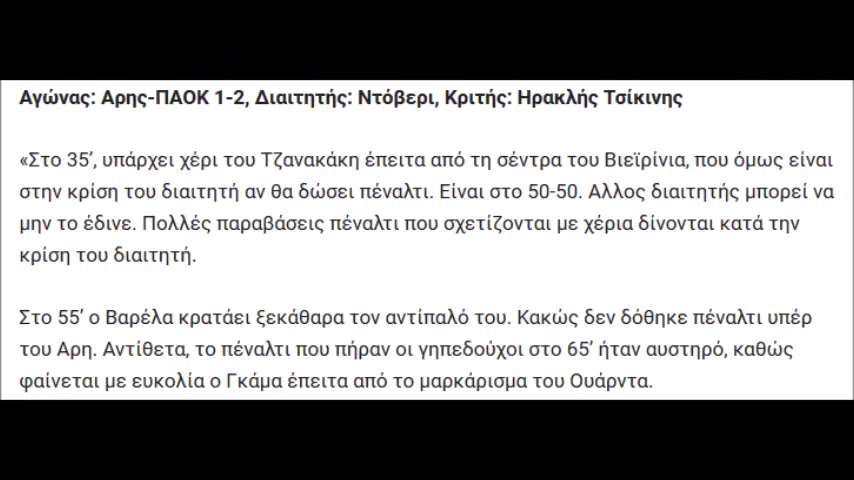 Αγώνας: Αρης-ΠΑΟΚ 1-2, Διαιτητής: Ντόβερι, Κριτής: Ηρακλής Τσίκινης
«Στο 35’, υπάρχει χέρι του Τζανακάκη έπειτα από τη σέντρα του Βιεϊρίνια, που όμως είναι
στην κρίση του διαιτητή αν θα δώσει πέναλτι. Είναι στο 50-50. Αλλος διαιτητής μπορεί να
μην το έδινε. Πολλές παραβάσεις πέναλτι που σχετίζονται με χέρια δίνονται κατά την
κρίση του διαιτητή.
Στο 55’ ο Βαρέλα κρατάει ξεκάθαρα τον αντίπαλό του. Κακώς δεν δόθηκε πέναλτι υπέρ
του Αρη. Αντίθετα, το πέναλτι που πήραν οι γηπεδούχοι στο 65’ ήταν αυστηρό, καθώς
φαίνεται με ευκολία ο Γκάμα έπειτα από το μαρκάρισμα του Ουάρντα.